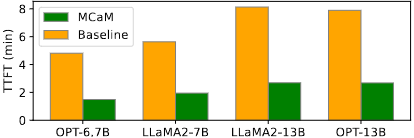 TTFT (min)
8
6
4
2
0
MCaM
Baseline
OPT-6,7B
LLaMA2-7B
LLaMA2-13B
OPT-13B